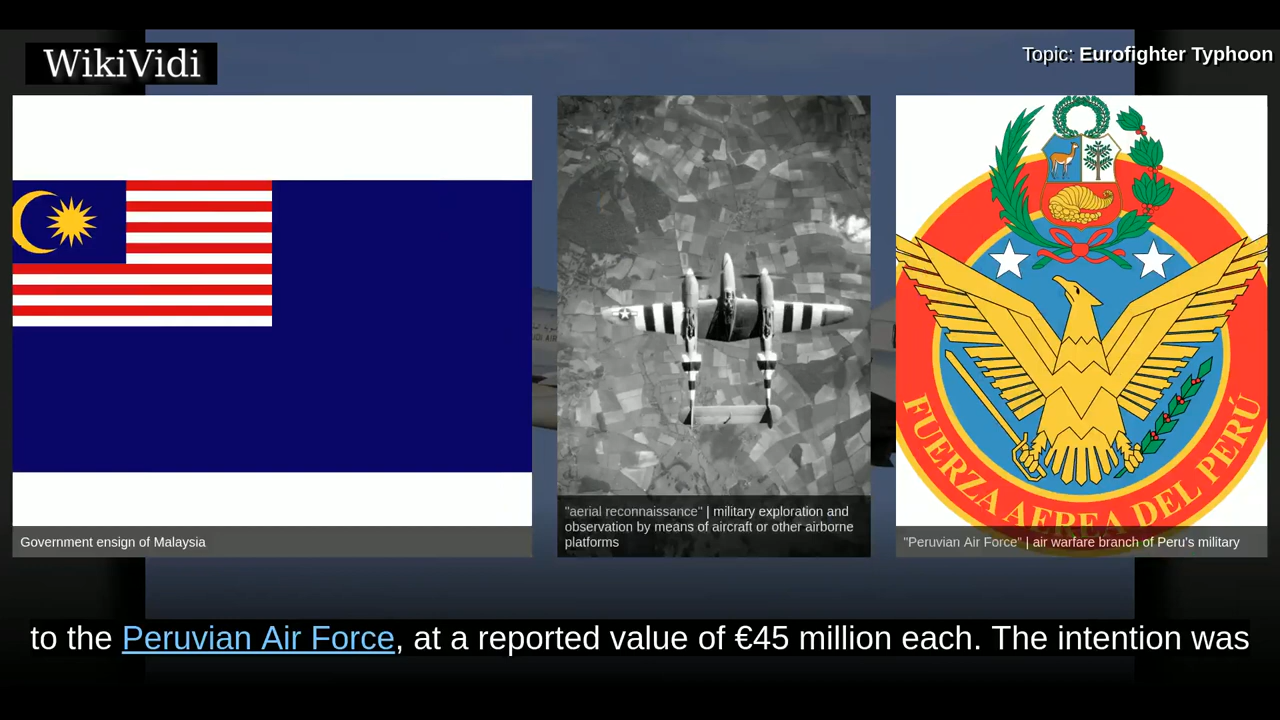 WikiVidi
Topic: Eurofighter Typhoon
Government ensign of Malaysia
"aerial reconnaissance" | military exploration and
observation by means of aircraft or other airborne
platforms
FUERZA AEREA DEL PERÚ
"Peruvian Air Force" | air warfare branch of Peru's military
to the Peruvian Air Force, at a reported value of €45 million each. The intention was